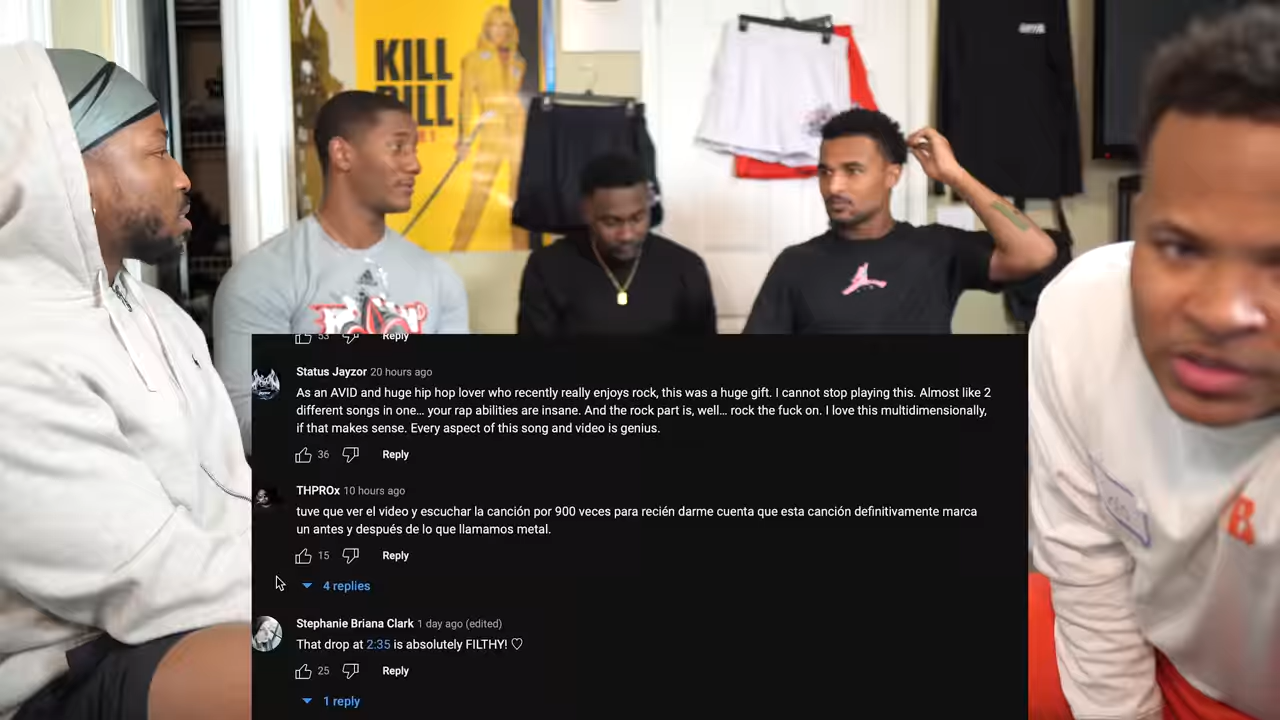 KILL
BILL
53 Reply
Status Jayzor 20 hours ago
As an AVID and huge hip hop lover who recently really enjoys rock, this was a huge gift. I cannot stop playing this. Almost like 2
different songs in one... your rap abilities are insane. And the rock part is, well... rock the fuck on. I love this multidimensionally,
if that makes sense. Every aspect of this song and video is genius.
36 Reply
THPROx 10 hours ago
tuve que ver el video y escuchar la canción por 900 veces para recién darme cuenta que esta canción definitivamente marca
un antes y después de lo que llamamos metal.
15 Reply
4 replies
Stephanie Briana Clark 1 day ago (edited)
That drop at 2:35 is absolutely FILTHY! ♡
25 Reply
1 reply